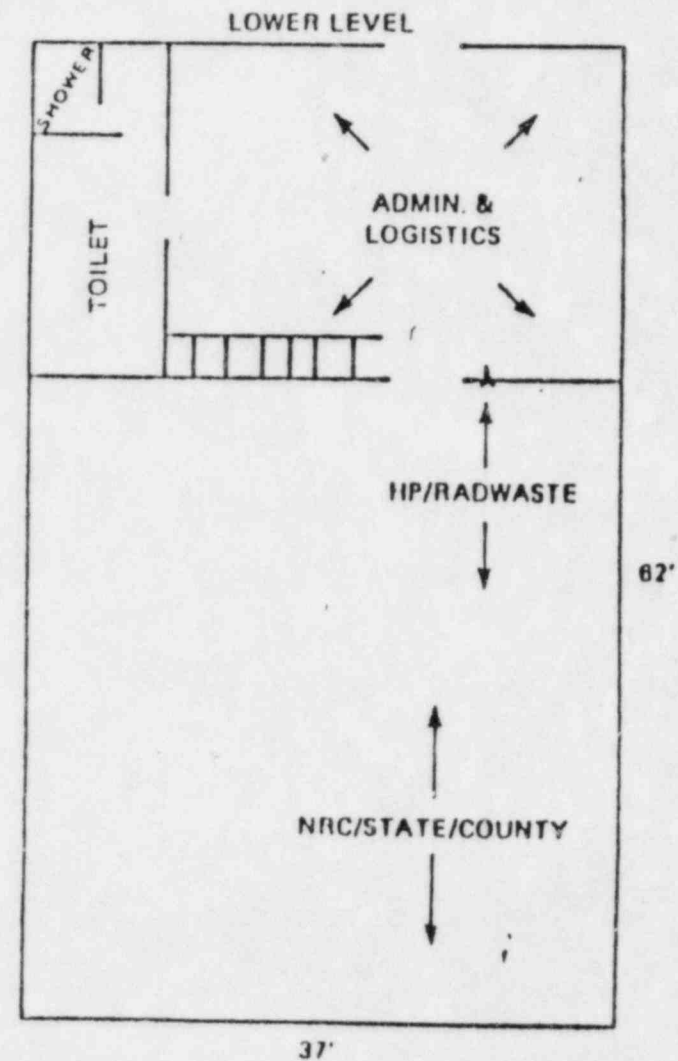 LOWER LEVEL
SHOWER
TOILET
ADMIN. &
LOGISTICS
HP/RADWASTE
62'
NRC/STATE/COUNTY
37'